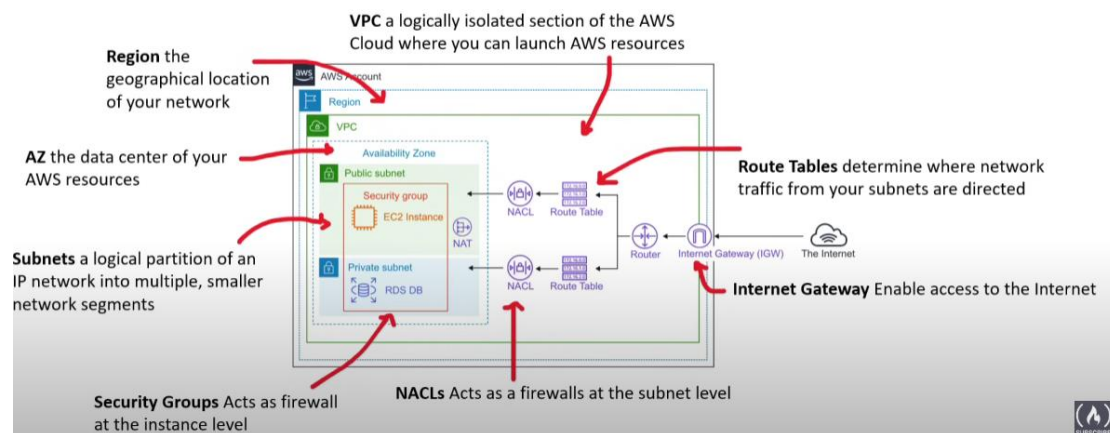 VPC a logically isolated section of the AWS
Cloud where you can launch AWS resources
Region the
geographical location
of your network
aws
AWS Account
Region
VPC
AZ the data center of your
AWS resources
Availability Zone
Public subnet
Security group
EC2 Instance
NAT
NACL
Route Table
Route Tables determine where network
traffic from your subnets are directed
Subnets a logical partition of an
IP network into multiple, smaller
network segments
Private subnet
RDS DB
NACL
Route Table
Router
Internet Gateway (IGW)
The Internet
Internet Gateway Enable access to the Internet
Security Groups Acts as firewall
at the instance level
NACLs Acts as a firewalls at the subnet level
SUBSCRIBE